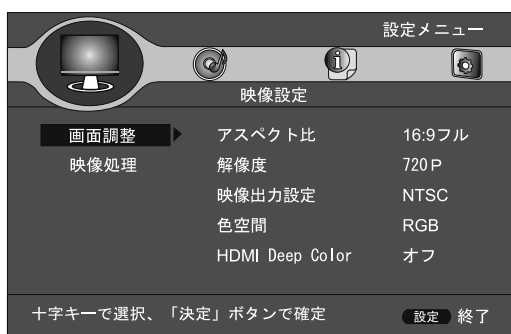 設定メニュー
映像設定
画面調整 アスペクト比 16:9フル
映像処理 解像度 720P
映像出力設定 NTSC
色空間 RGB
HDMI Deep Color オフ
十字キーで選択、「決定」ボタンで確定 設定 終了